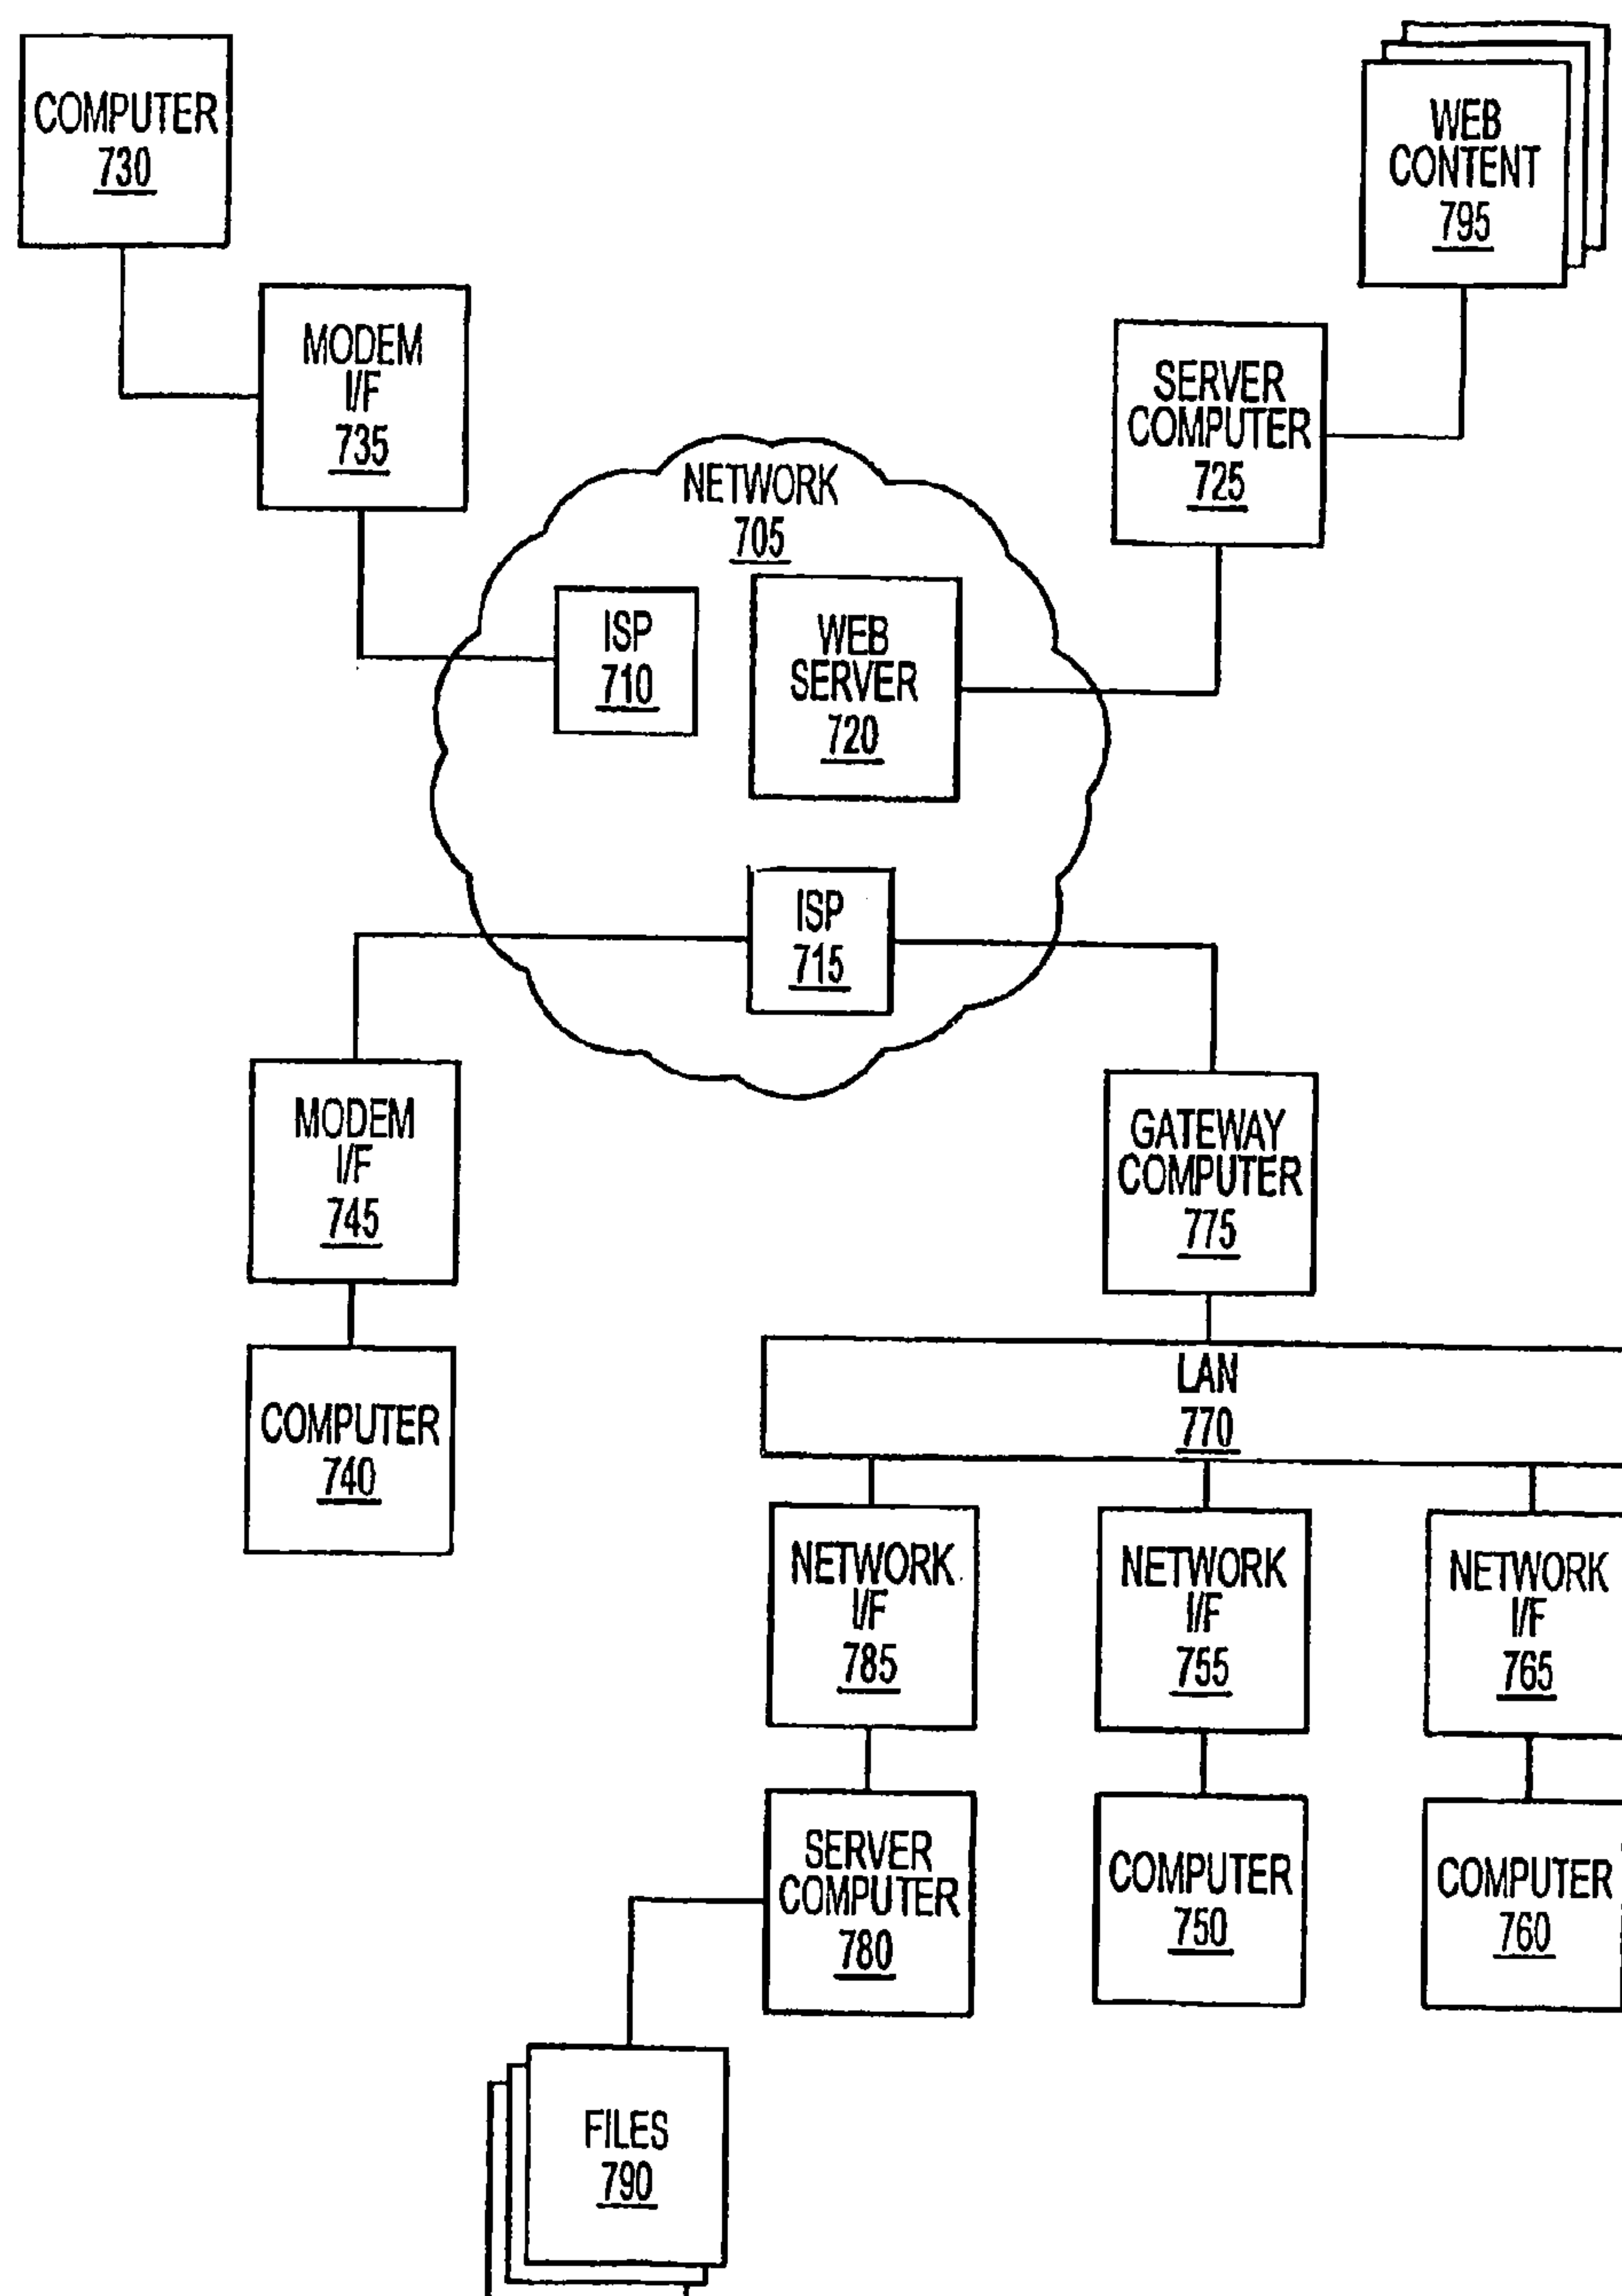 COMPUTER
730
WEB
CONTENT
795
MODEM
I/F
735
SERVER
COMPUTER
725
NETWORK
705
ISP
710
WEB
SERVER
720
ISP
715
MODEM
I/F
745
GATEWAY
COMPUTER
775
COMPUTER
740
LAN
770
NETWORK
I/F
785
NETWORK
I/F
755
NETWORK
I/F
765
SERVER
COMPUTER
780
COMPUTER
750
COMPUTER
760
FILES
790